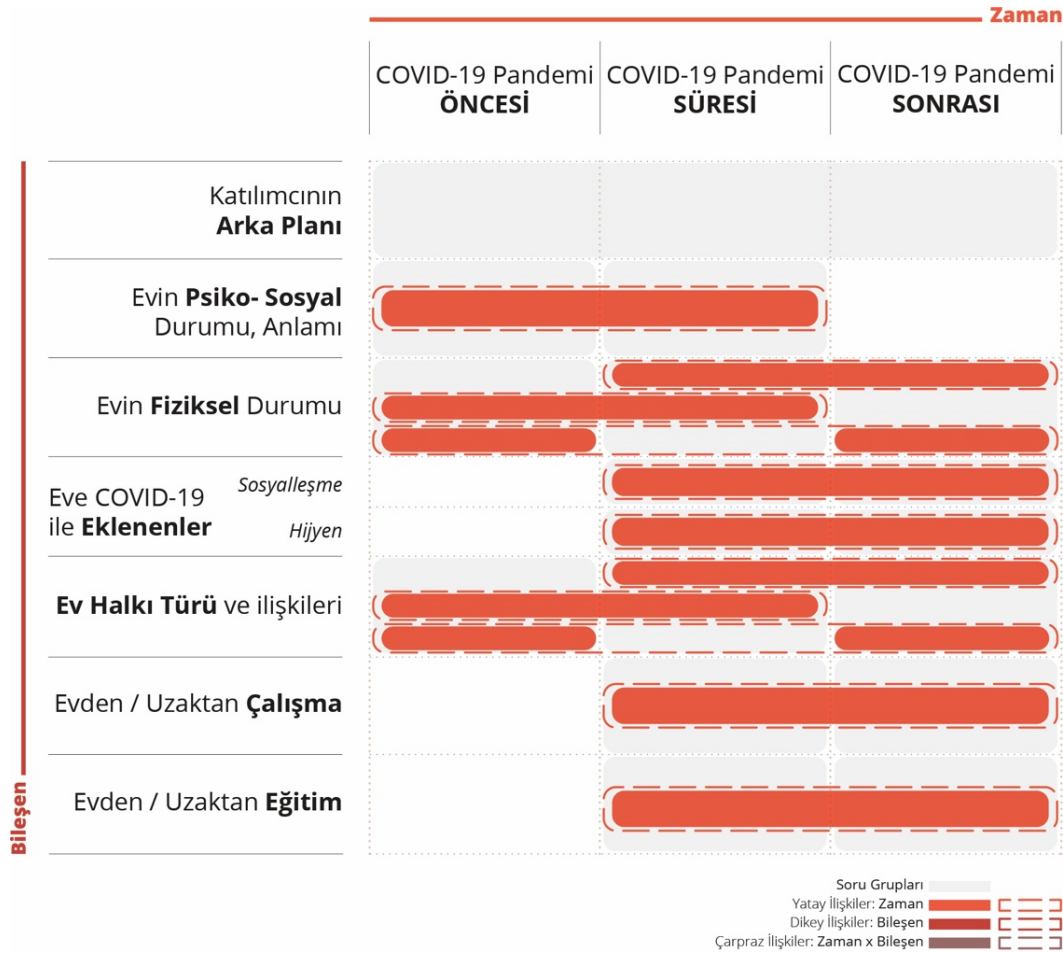 Zaman
COVID-19 Pandemi
ÖNCESİ
COVID-19 Pandemi
SÜRESİ
COVID-19 Pandemi
SONRASI
Bileşen
Katılımcının
Arka Planı
Evin Psiko- Sosyal
Durumu, Anlamı
Evin Fiziksel Durumu
Eve COVID-19
ile Eklenenler
Sosyalleşme
Hijyen
Ev Halkı Türü ve ilişkileri
Evden / Uzaktan Çalışma
Evden / Uzaktan Eğitim
Soru Grupları
Yatay İlişkiler: Zaman
Dikey İlişkiler: Bileşen
Çarpraz İlişkiler: Zaman x Bileşen